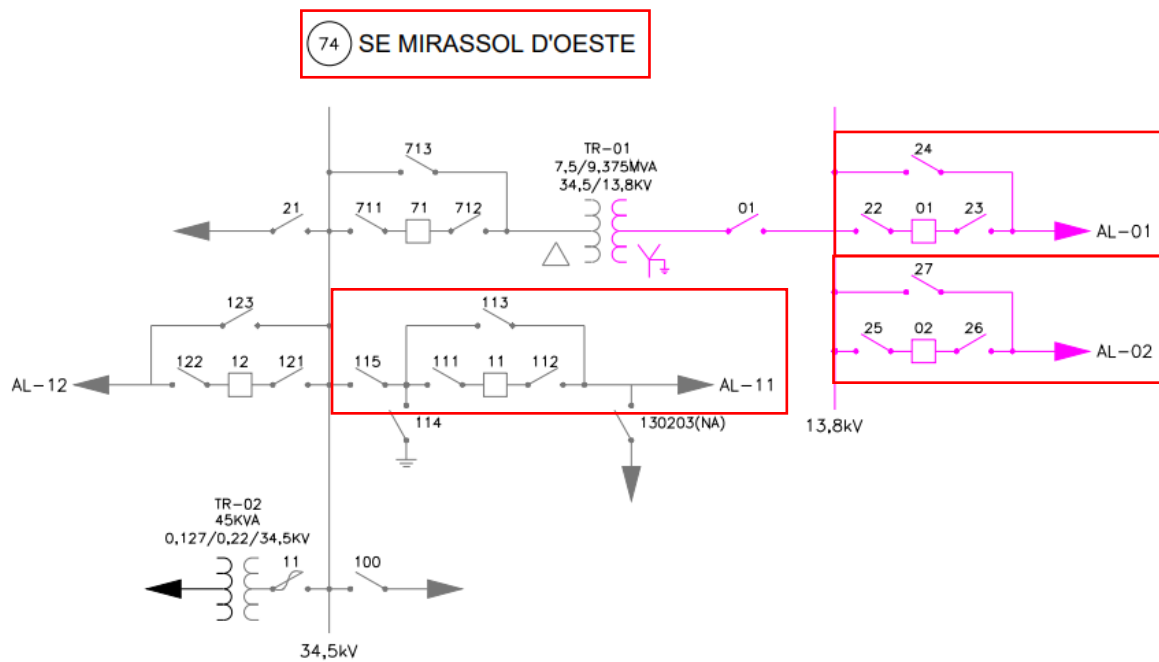 74 SE MIRASSOL D'OESTE
713
TR-01
7,5/9,375MVA
34,5/13,8KV
24
21
711
71
712
01
22
01
23
AL-01
123
113
27
122
12
121
115
111
11
112
25
02
26
AL-02
AL-12
AL-11
114
130203(NA)
13,8kV
TR-02
45KVA
0,127/0,22/34,5KV
11
100
34,5kV